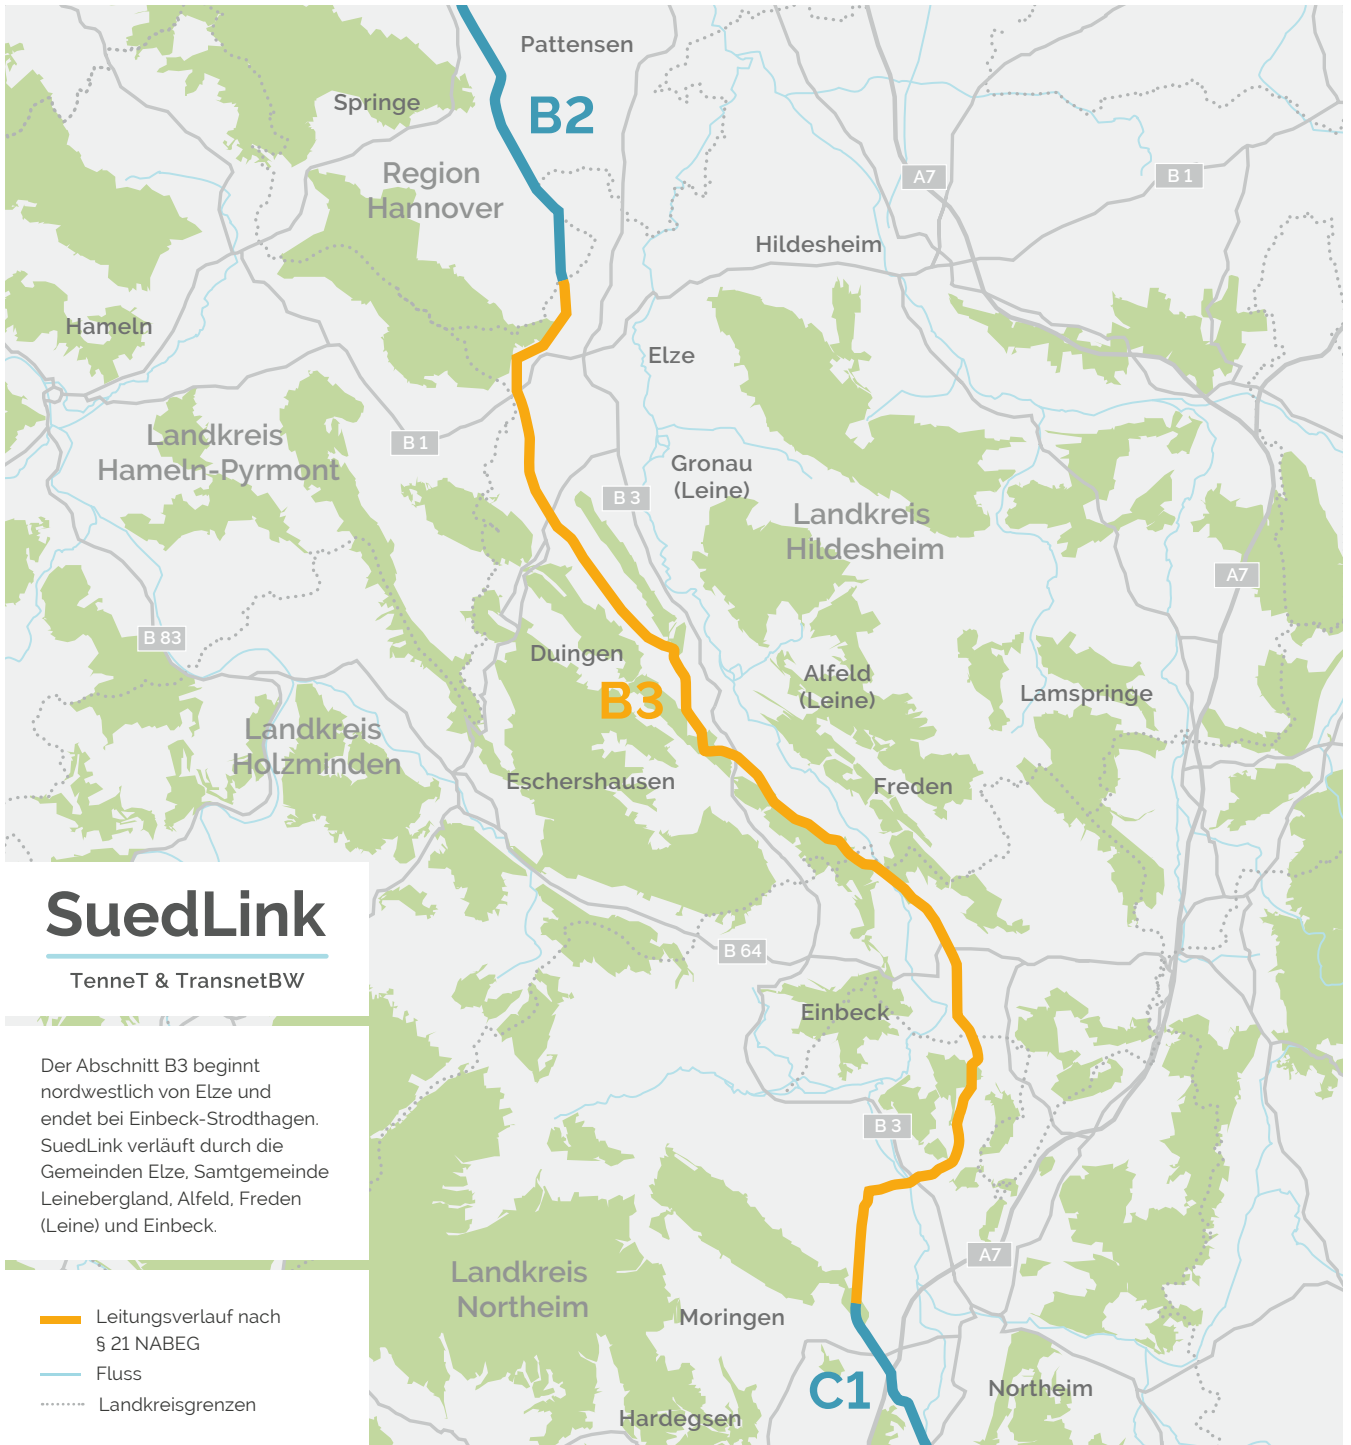 Pattensen
B2
Springe
Region
Hannover
A7
B 1
Hildesheim
Hameln
Elze
Landkreis
Hameln-Pyrmont
B 1
Gronau
(Leine)
B 3
Landkreis
Hildesheim
A7
B 83
Duingen
B3
Alfeld
(Leine)
Lamspringe
Landkreis
Holzminden
Eschershausen
Freden
SuedLink
TenneT & TransnetBW
B 64
Einbeck
Der Abschnitt B3 beginnt
nordwestlich von Elze und
endet bei Einbeck-Strodthagen.
SuedLink verläuft durch die
Gemeinden Elze, Samtgemeinde
Leinebergland, Alfeld, Freden
(Leine) und Einbeck.
B 3
A7
Landkreis
Northeim
Moringen
C1
Northeim
Hardegsen
Leitungsverlauf nach
§ 21 NABEG
Fluss
Landkreisgrenzen